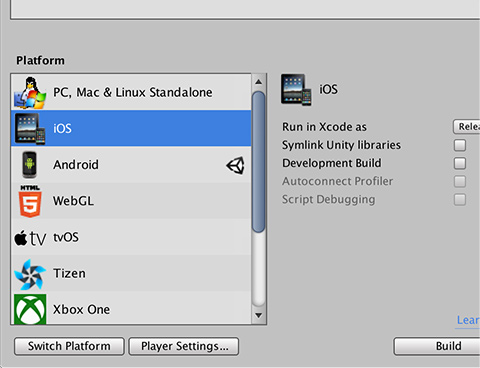 Platform
PC, Mac & Linux Standalone
iOS
Android
HTML
WebGL
tv tvOS
Tizen
Xbox One
Switch Platform
Player Settings...
iOS
Run in Xcode as
Symlink Unity libraries
Development Build
Autoconnect Profiler
Script Debugging
Relea
Lear
Build